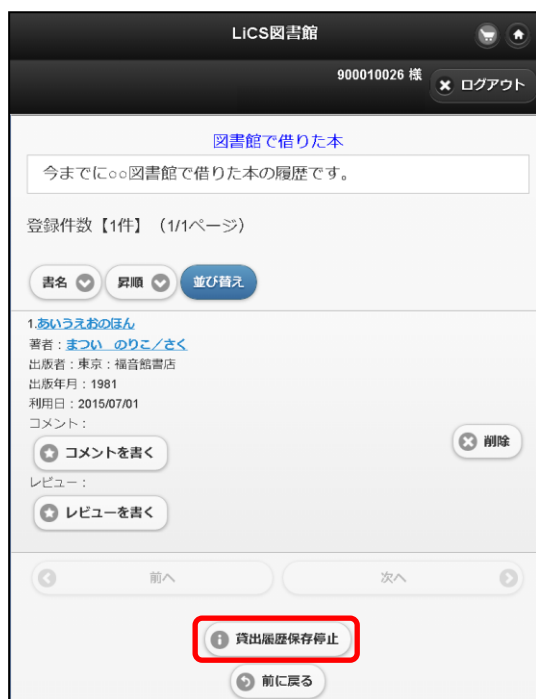 LiCS図書館
900010026 様
ログアウト
図書館で借りた本
今までに○○図書館で借りた本の履歴です。
登録件数【1件】（1/1ページ）
書名 昇順 並び替え
1.あいうえおのほん
著者：まつい　のりこ／さく
出版者：東京：福音館書店
出版年月：1981
利用日：2015/07/01
コメント：
コメントを書く
削除
レビュー：
レビューを書く
前へ 次へ
貸出履歴保存停止
前に戻る